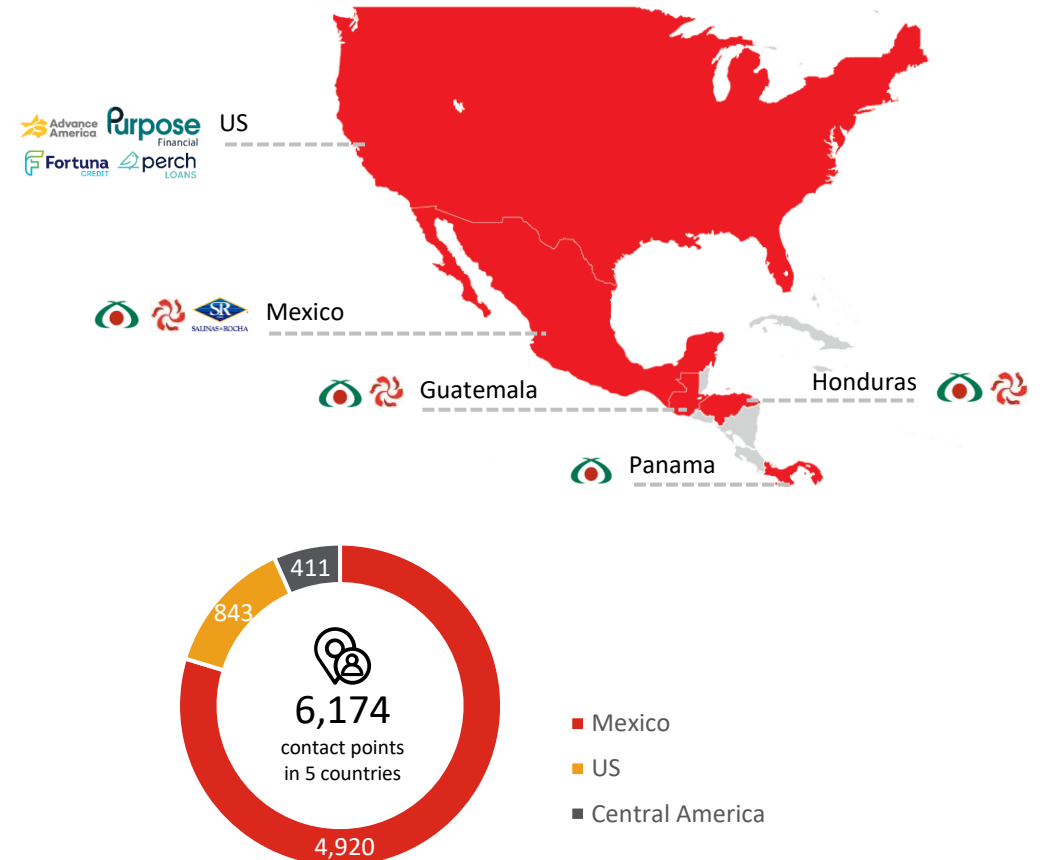 Advance
America
Purpose
Financial
US
Fortuna
CREDIT
perch
LOANS
SR
SALINAS Y ROCHA
Mexico
Guatemala
Honduras
Panama
411
843
6,174
contact points
in 5 countries
4,920
Mexico
US
Central America